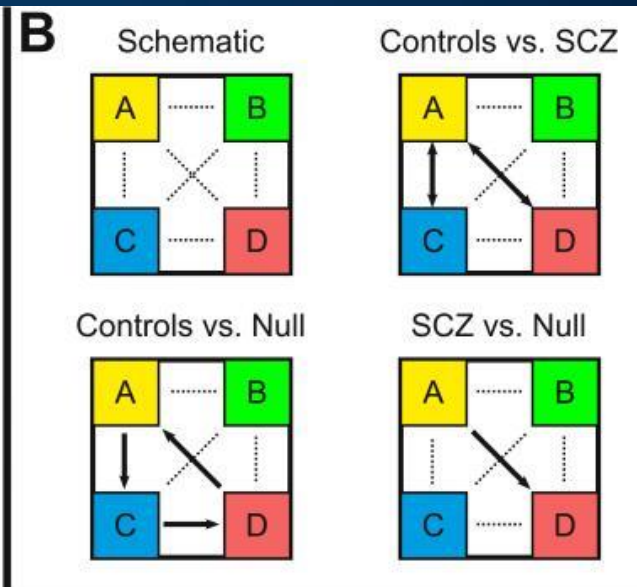 B
Schematic
A B
C D
Controls vs. SCZ
A B
C D
Controls vs. Null
A B
C D
SCZ vs. Null
A B
C D